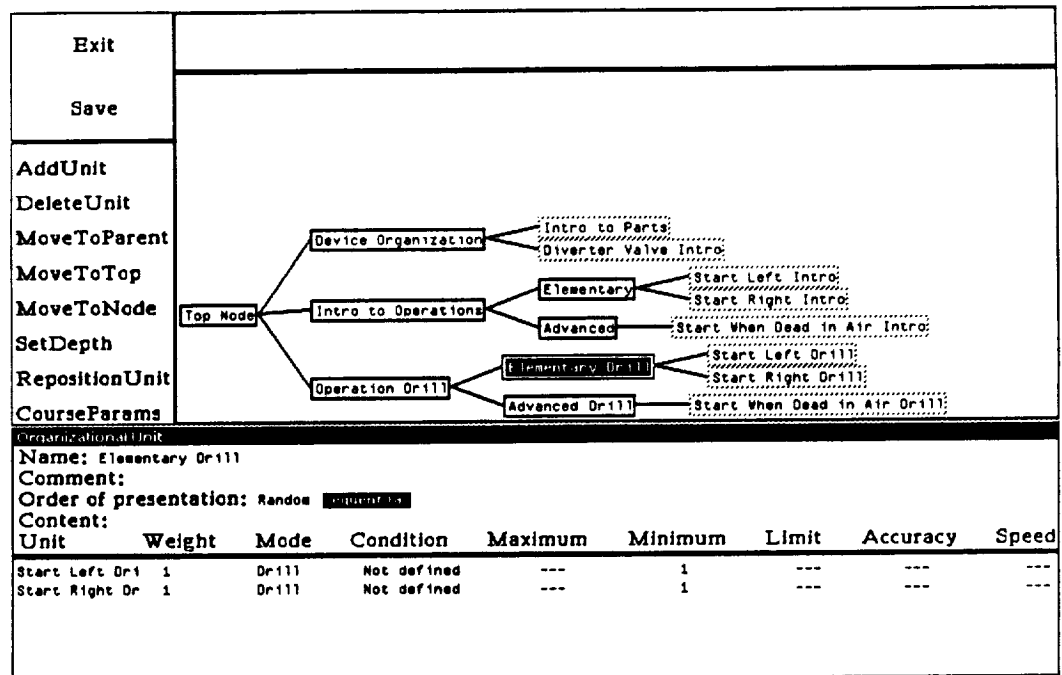 Exit
Save
AddUnit
DeleteUnit
MoveToParent
MoveToTop
MoveToNode
SetDepth
RepositionUnit
CourseParams
Top Node
Device Organization
Intro to Parts
Diverter Valve Intro
Intro to Operations
Elementary
Start Left Intro
Start Right Intro
Advanced
Start When Dead in Air Intro
Operation Drill
Elementary Drill
Start Left Drill
Start Right Drill
Advanced Drill
Start When Dead in Air Drill
Organizational Unit
Name: Elementary Drill
Comment:
Order of presentation: Random Sequential
Content:
Unit Weight Mode Condition Maximum Minimum Limit Accuracy Speed
Start Left Dri 1 Drill Not defined --- 1 --- --- ---
Start Right Dr 1 Drill Not defined --- 1 --- --- ---